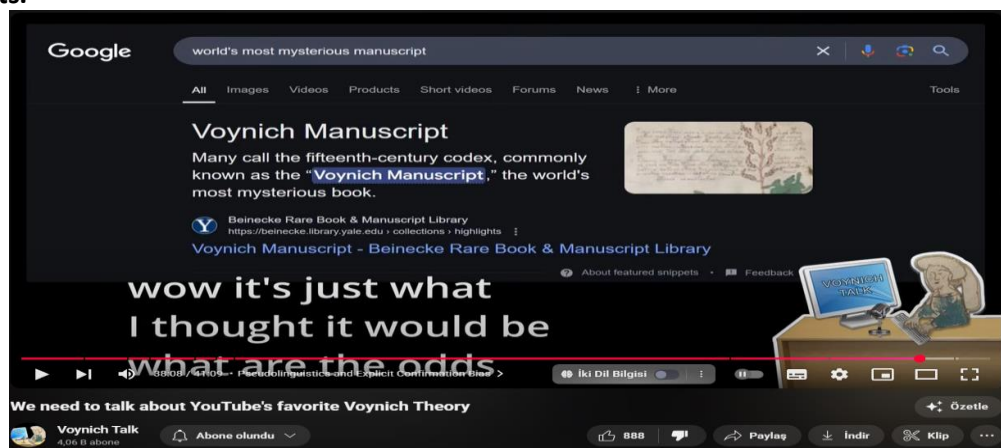 ts.
Google
world's most mysterious manuscript
All Images Videos Products Short videos Forums News More Tools
Voynich Manuscript
Many call the fifteenth-century codex, commonly
known as the “Voynich Manuscript,” the world's
most mysterious book.
Beinecke Rare Book & Manuscript Library
https://beinecke.library.yale.edu › collections › highlights
Voynich Manuscript - Beinecke Rare Book & Manuscript Library
About featured snippets • Feedback
VOYNICH
TALK
wow it's just what
I thought it would be
what are the odds
38:08 / 41:09 • Pseudolinguistics and Explicit Confirmation Bias >
İki Dil Bilgisi
We need to talk about YouTube's favorite Voynich Theory
Özetle
Voynich Talk
4,06 B abone
Abone olundu
888
Paylaş
İndir
Klip